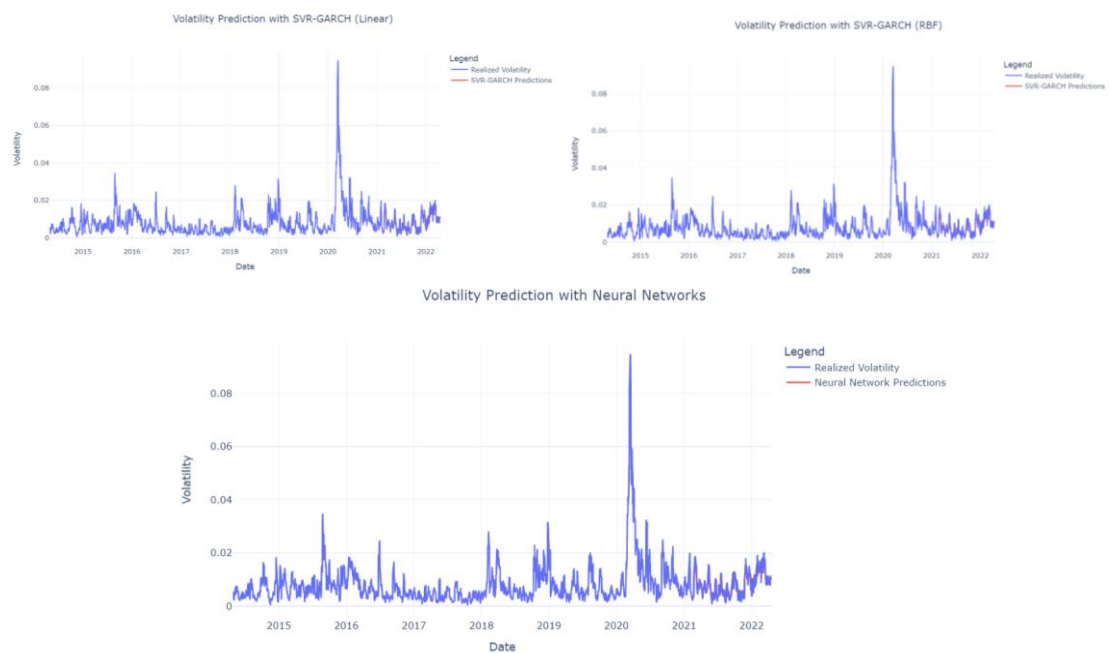 Volatility Prediction with SVR-GARCH (Linear)
Legend
Realized Volatility
SVR-GARCH Predictions
0.08
0.06
0.04
0.02
0
Volatility
2015 2016 2017 2018 2019 2020 2021 2022
Date
Volatility Prediction with SVR-GARCH (RBF)
Legend
Realized Volatility
SVR-GARCH Predictions
0.08
0.06
0.04
0.02
0
Volatility
2015 2016 2017 2018 2019 2020 2021 2022
Date
Volatility Prediction with Neural Networks
Legend
Realized Volatility
Neural Network Predictions
0.08
0.06
0.04
0.02
0
Volatility
2015 2016 2017 2018 2019 2020 2021 2022
Date